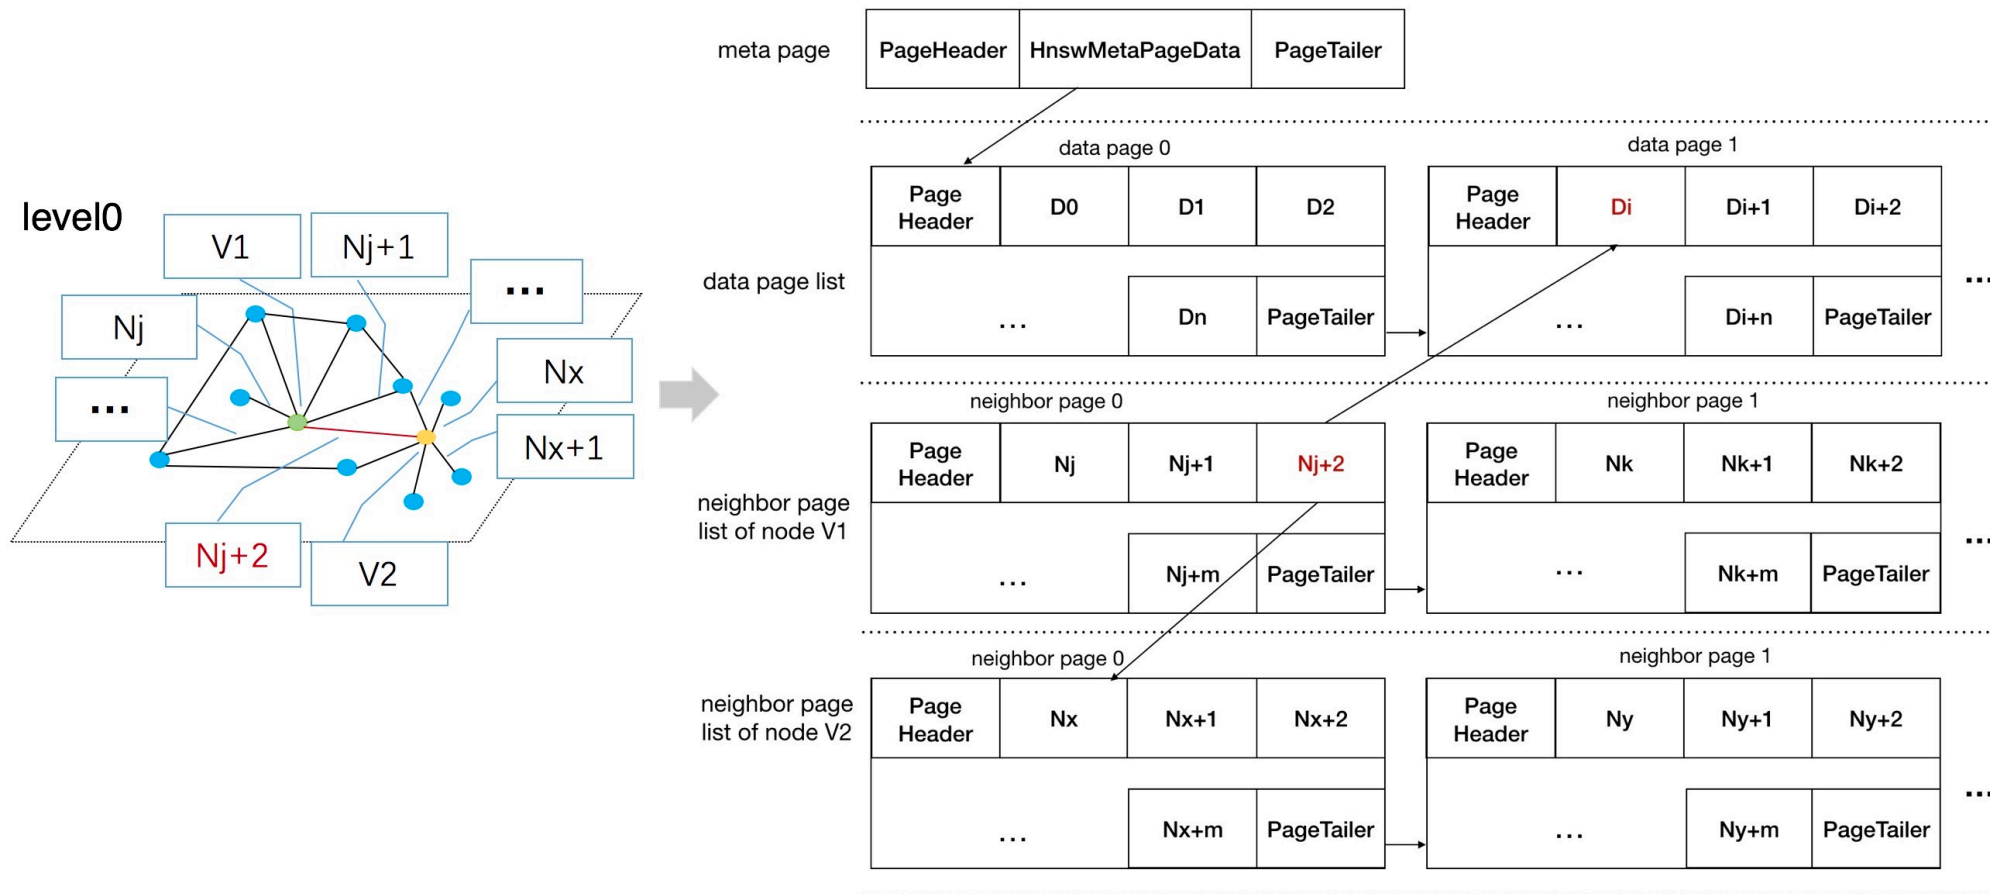 level0
V1
Nj+1
...
Nj
Nx
...
Nx+1
Nj+2
V2
meta page
PageHeader
HnswMetaPageData
PageTailer
data page list
data page 0
Page
Header
D0
D1
D2
...
Dn
PageTailer
data page 1
Page
Header
Di
Di+1
Di+2
...
Di+n
PageTailer
...
neighbor page
list of node V1
neighbor page 0
Page
Header
Nj
Nj+1
Nj+2
...
Nj+m
PageTailer
neighbor page 1
Page
Header
Nk
Nk+1
Nk+2
...
Nk+m
PageTailer
...
neighbor page
list of node V2
neighbor page 0
Page
Header
Nx
Nx+1
Nx+2
...
Nx+m
PageTailer
neighbor page 1
Page
Header
Ny
Ny+1
Ny+2
...
Ny+m
PageTailer
...